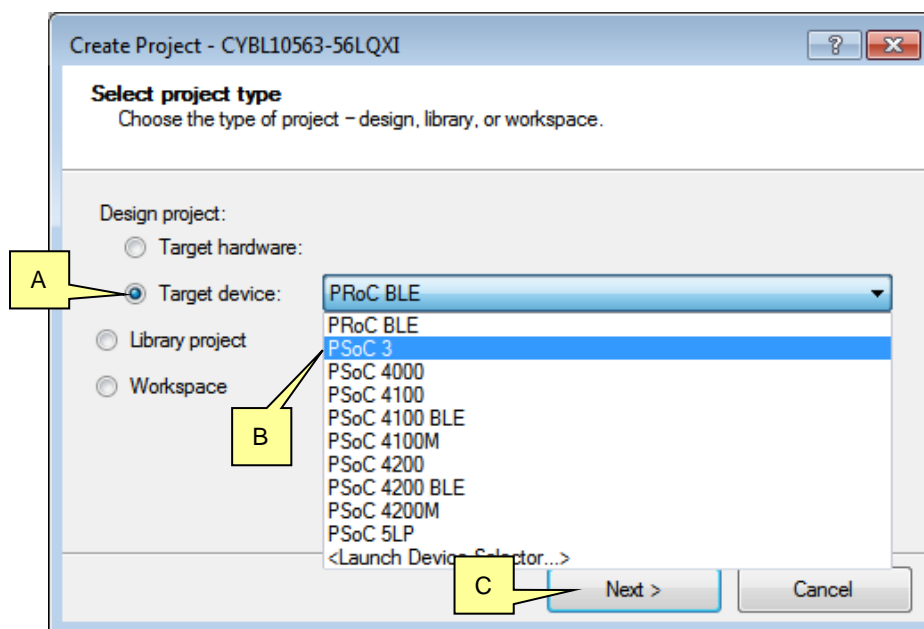 Create Project - CYBL10563-56LQXI
Select project type
Choose the type of project – design, library, or workspace.
Design project:
Target hardware:
A
Target device: PRoC BLE
PRoC BLE
Library project
PSoC 3
PSoC 4000
Workspace
PSoC 4100
PSoC 4100 BLE
B
PSoC 4100M
PSoC 4200
PSoC 4200 BLE
PSoC 4200M
PSoC 5LP
<Launch Device Selector...>
C
Next > Cancel